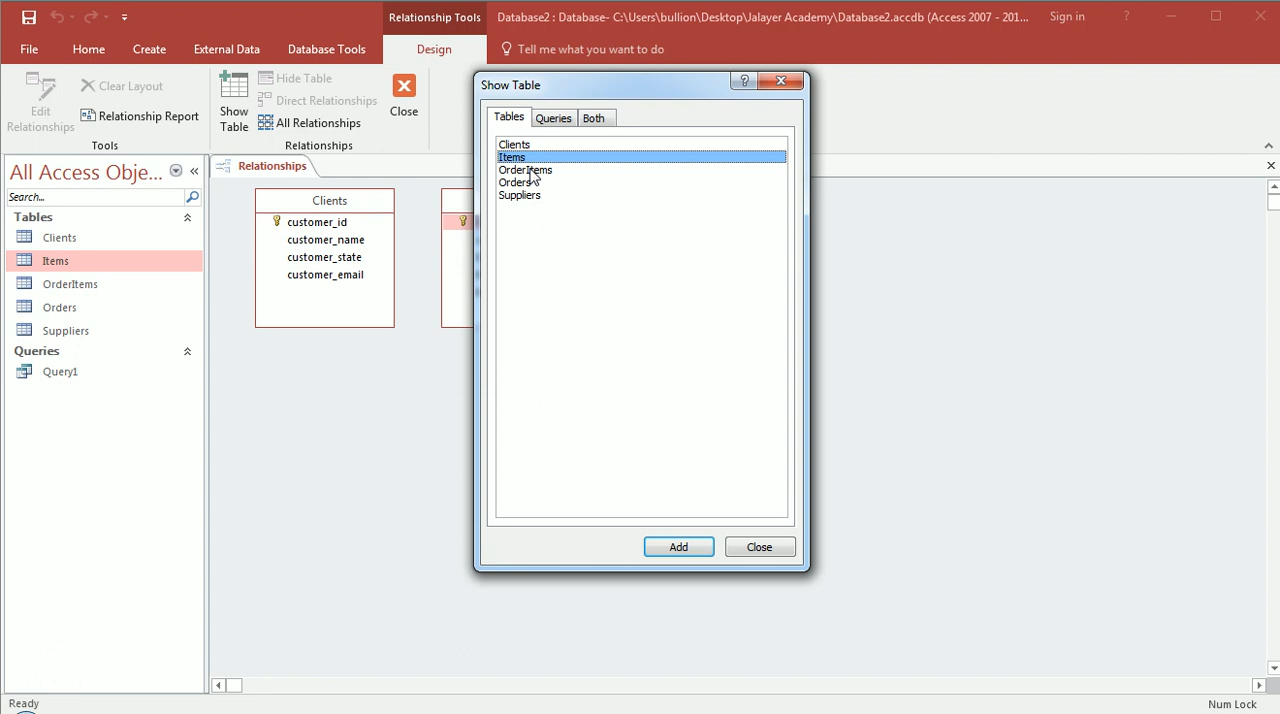 Relationship Tools
Database2 : Database- C:\Users\bullion\Desktop\Jalayer Academy\Database2.accdb (Access 2007 - 201...
Sign in
?
File
Home
Create
External Data
Database Tools
Design
Tell me what you want to do
Edit
Relationships
Clear Layout
Relationship Report
Tools
Show
Table
Hide Table
Direct Relationships
All Relationships
Relationships
Close
Show Table
?
Tables
Queries
Both
Clients
Items
OrderItems
Orders
Suppliers
Add
Close
All Access Obje...
Search...
Tables
Clients
Items
OrderItems
Orders
Suppliers
Queries
Query1
Relationships
Clients
customer_id
customer_name
customer_state
customer_email
Ready
Num Lock